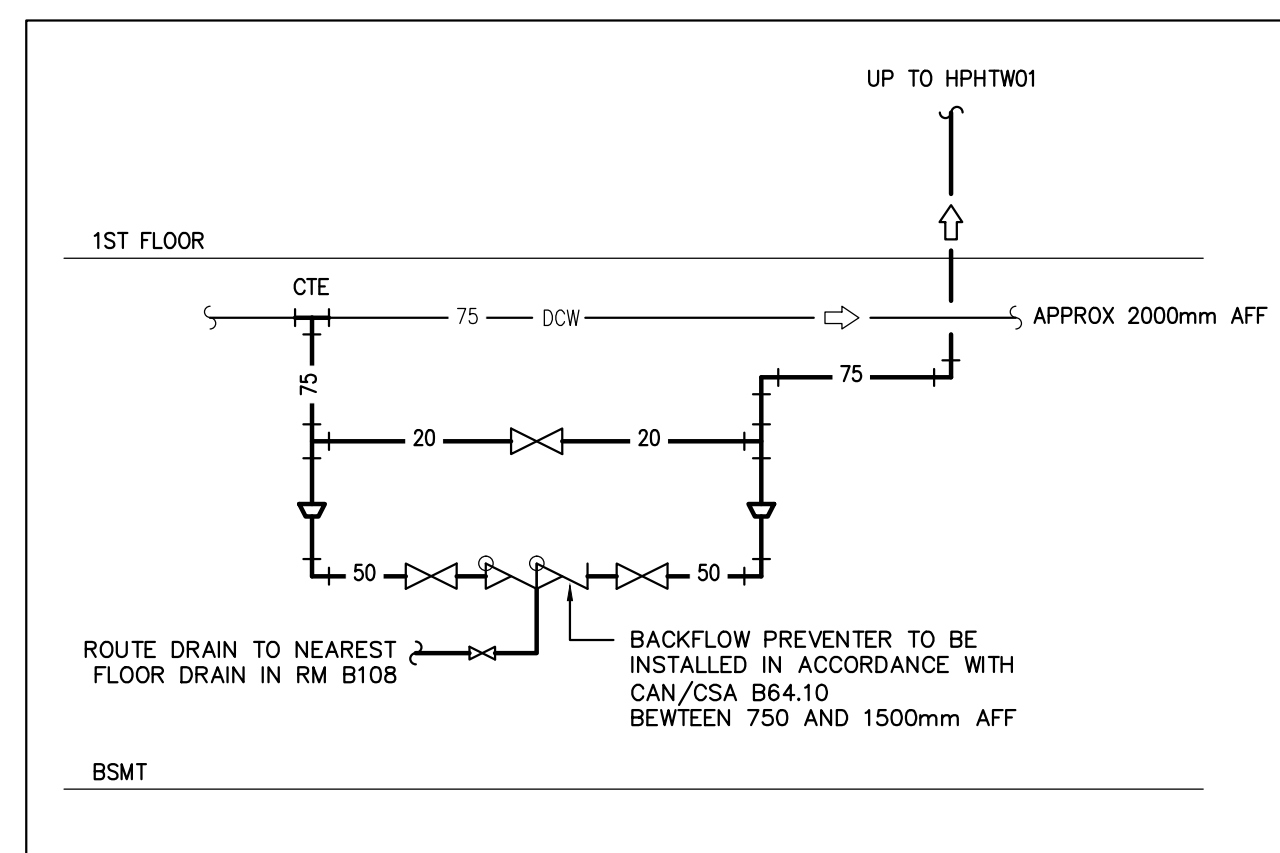 UP TO HPHTW01
1ST FLOOR
CTE
75 DCW
APPROX 2000mm AFF
75
75
20 20
50 50
ROUTE DRAIN TO NEAREST
FLOOR DRAIN IN RM B108
BACKFLOW PREVENTER TO BE
INSTALLED IN ACCORDANCE WITH
CAN/CSA B64.10
BEWTEEN 750 AND 1500mm AFF
BSMT